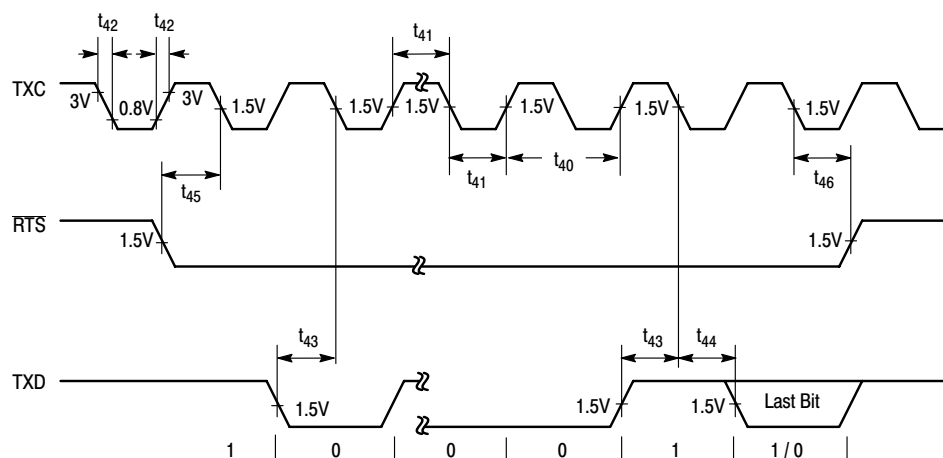 t42 t42 t41
TXC 3V 0.8V 3V 1.5V 1.5V 1.5V 1.5V 1.5V 1.5V
t45 t41 t40 t46
RTS 1.5V 1.5V
t43 t43 t44
TXD 1.5V 1.5V 1.5V Last Bit
1 0 0 0 1 1 / 0